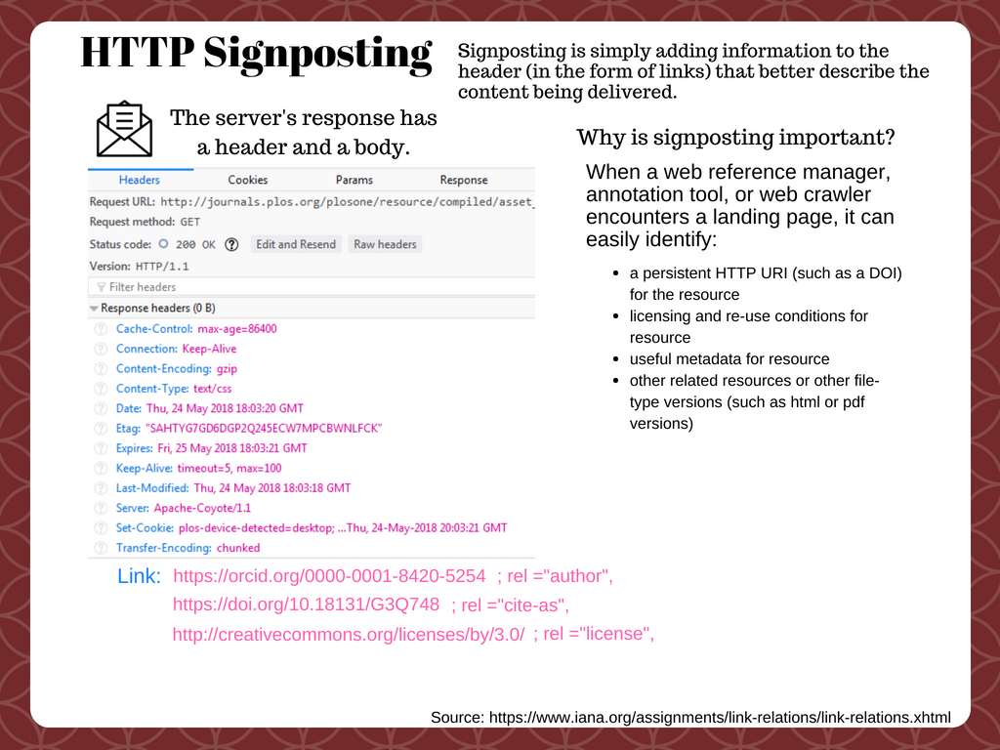 HTTP Signposting
Signposting is simply adding information to the
header (in the form of links) that better describe the
content being delivered.
The server's response has
a header and a body.
Headers Cookies Params Response
Request URL: http://journals.plos.org/plosone/resource/compiled/asset_
Request method: GET
Status code: 200 OK ? Edit and Resend Raw headers
Version: HTTP/1.1
Filter headers
Response headers (0 B)
? Cache-Control: max-age=86400
? Connection: Keep-Alive
? Content-Encoding: gzip
? Content-Type: text/css
? Date: Thu, 24 May 2018 18:03:20 GMT
? Etag: "SAHTYG7GD6DGP2Q245ECW7MPCBWNLFCK"
? Expires: Fri, 25 May 2018 18:03:21 GMT
? Keep-Alive: timeout=5, max=100
? Last-Modified: Thu, 24 May 2018 18:03:18 GMT
? Server: Apache-Coyote/1.1
? Set-Cookie: plos-device-detected=desktop; ...Thu, 24-May-2018 20:03:21 GMT
? Transfer-Encoding: chunked
Link: https://orcid.org/0000-0001-8420-5254 ; rel ="author",
https://doi.org/10.18131/G3Q748 ; rel ="cite-as",
http://creativecommons.org/licenses/by/3.0/ ; rel ="license",
Why is signposting important?
When a web reference manager,
annotation tool, or web crawler
encounters a landing page, it can
easily identify:
• a persistent HTTP URI (such as a DOI)
for the resource
• licensing and re-use conditions for
resource
• useful metadata for resource
• other related resources or other file-
type versions (such as html or pdf
versions)
Source: https://www.iana.org/assignments/link-relations/link-relations.xhtml